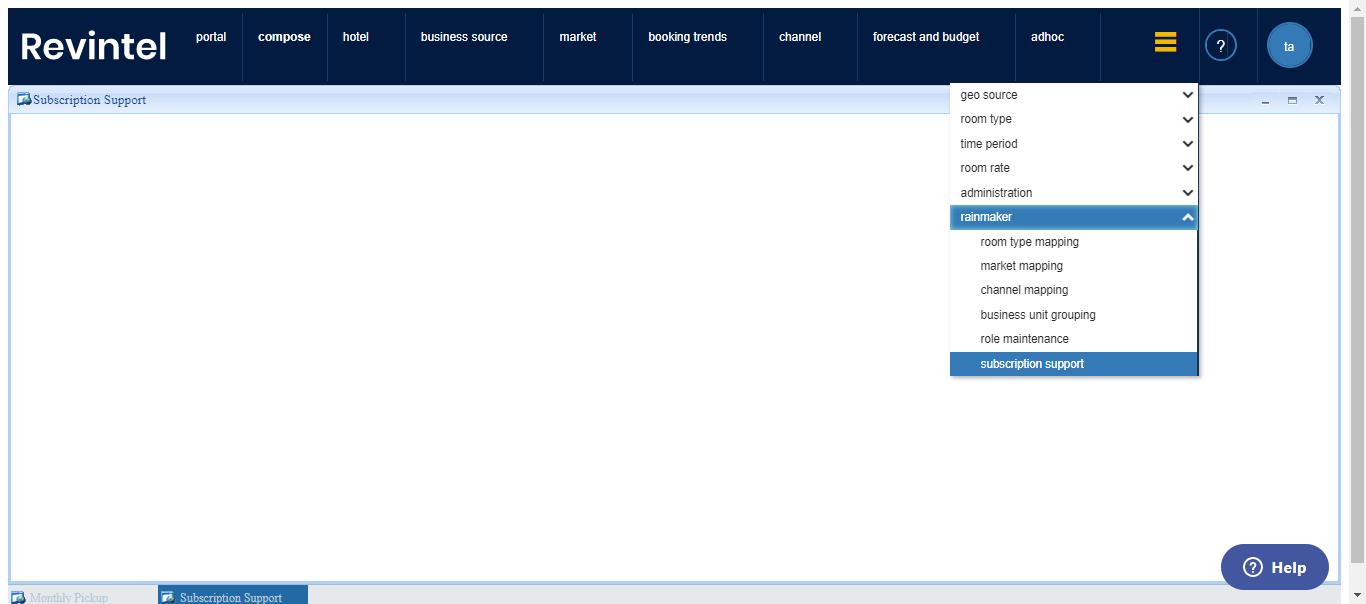 Revintel
portal
compose
hotel
business source
market
booking trends
channel
forecast and budget
adhoc
?
ta
Subscription Support
geo source
room type
time period
room rate
administration
rainmaker
room type mapping
market mapping
channel mapping
business unit grouping
role maintenance
subscription support
? Help
Monthly Pickup
Subscription Support